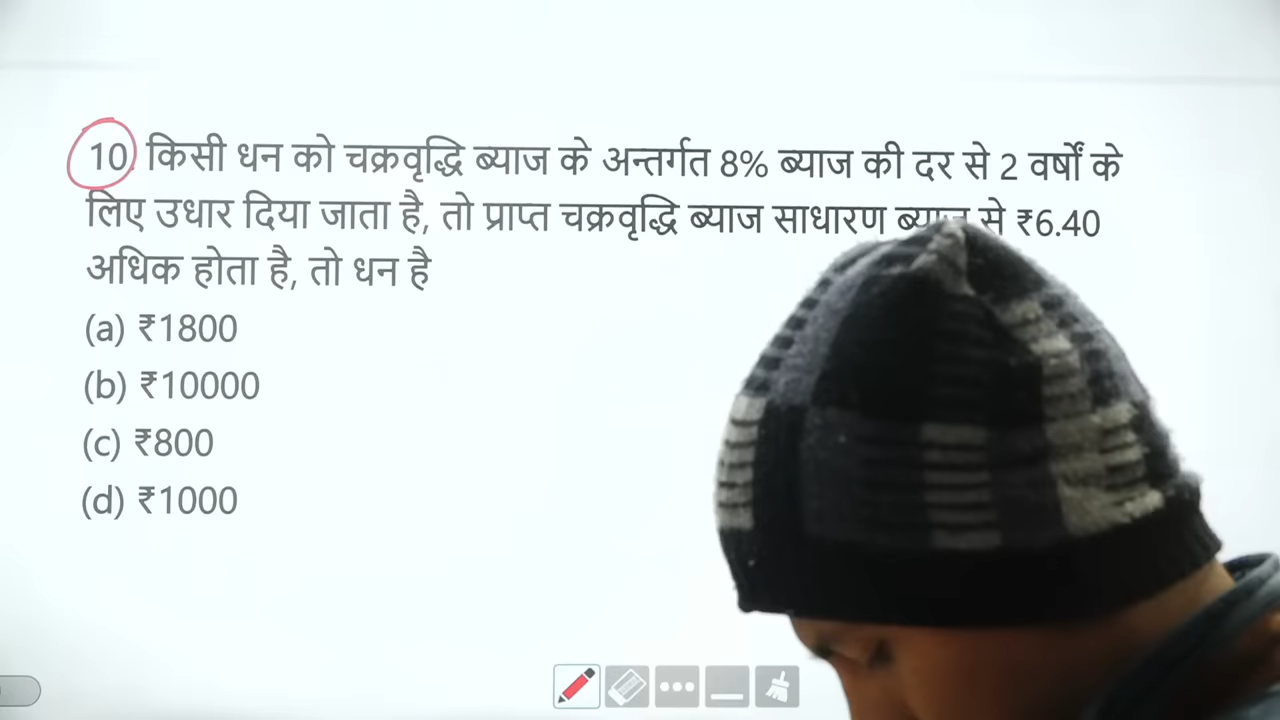 10. किसी धन को चक्रवृद्धि ब्याज के अन्तर्गत 8% ब्याज की दर से 2 वर्षों के
लिए उधार दिया जाता है, तो प्राप्त चक्रवृद्धि ब्याज साधारण ब्याज से ₹6.40
अधिक होता है, तो धन है
(a) ₹1800
(b) ₹10000
(c) ₹800
(d) ₹1000